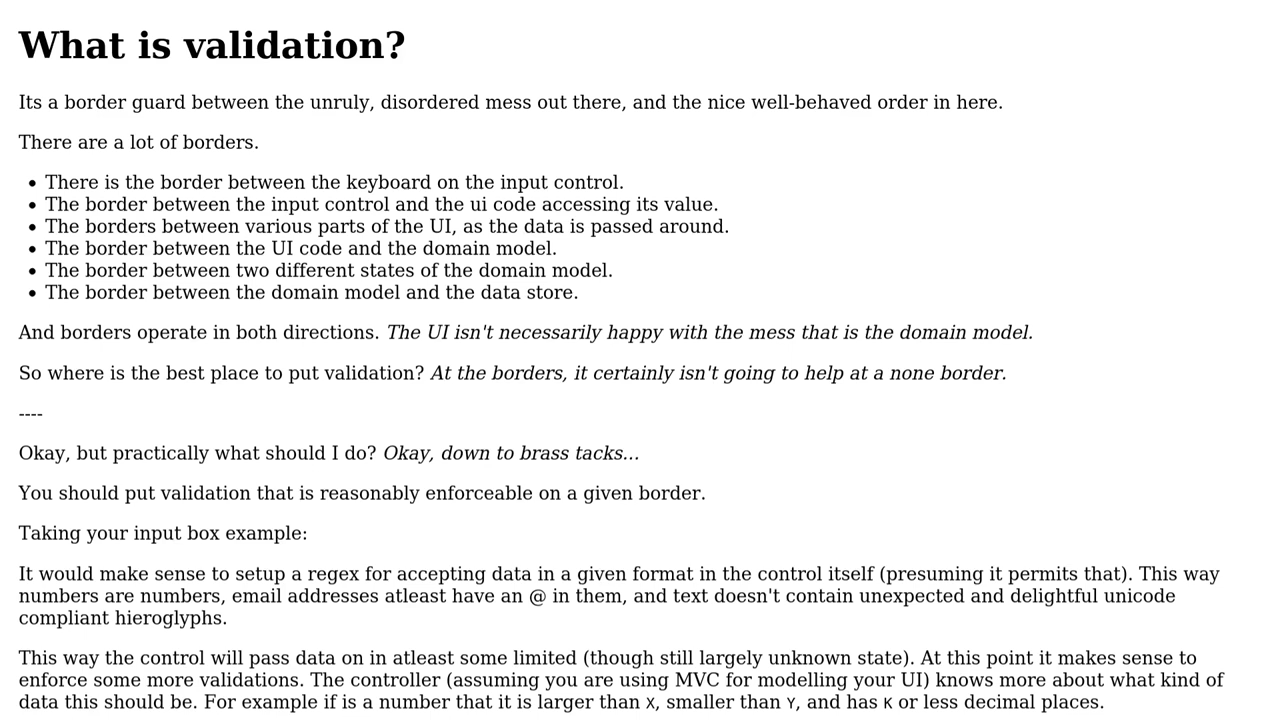 What is validation?
Its a border guard between the unruly, disordered mess out there, and the nice well-behaved order in here.
There are a lot of borders.
• There is the border between the keyboard on the input control.
• The border between the input control and the ui code accessing its value.
• The borders between various parts of the UI, as the data is passed around.
• The border between the UI code and the domain model.
• The border between two different states of the domain model.
• The border between the domain model and the data store.
And borders operate in both directions. The UI isn't necessarily happy with the mess that is the domain model.
So where is the best place to put validation? At the borders, it certainly isn't going to help at a none border.
----
Okay, but practically what should I do? Okay, down to brass tacks...
You should put validation that is reasonably enforceable on a given border.
Taking your input box example:
It would make sense to setup a regex for accepting data in a given format in the control itself (presuming it permits that). This way
numbers are numbers, email addresses atleast have an @ in them, and text doesn't contain unexpected and delightful unicode
compliant hieroglyphs.
This way the control will pass data on in atleast some limited (though still largely unknown state). At this point it makes sense to
enforce some more validations. The controller (assuming you are using MVC for modelling your UI) knows more about what kind of
data this should be. For example if is a number that it is larger than X, smaller than Y, and has K or less decimal places.